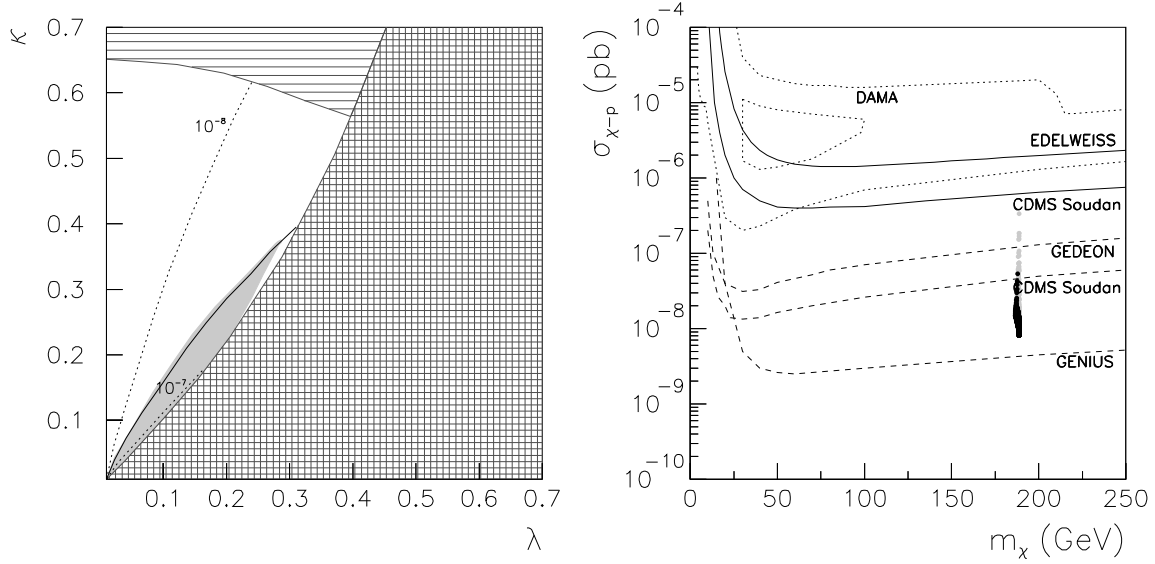 κ
0.7
0.6
0.5
0.4
0.3
0.2
0.1
10⁻⁸
10⁻⁷
0.1 0.2 0.3 0.4 0.5 0.6 0.7
λ
σχ₋p (pb)
10⁻⁴
10⁻⁵
10⁻⁶
10⁻⁷
10⁻⁸
10⁻⁹
10⁻¹⁰
DAMA
EDELWEISS
CDMS Soudan
GEDEON
CDMS Soudan
GENIUS
0 50 100 150 200 250
mχ (GeV)